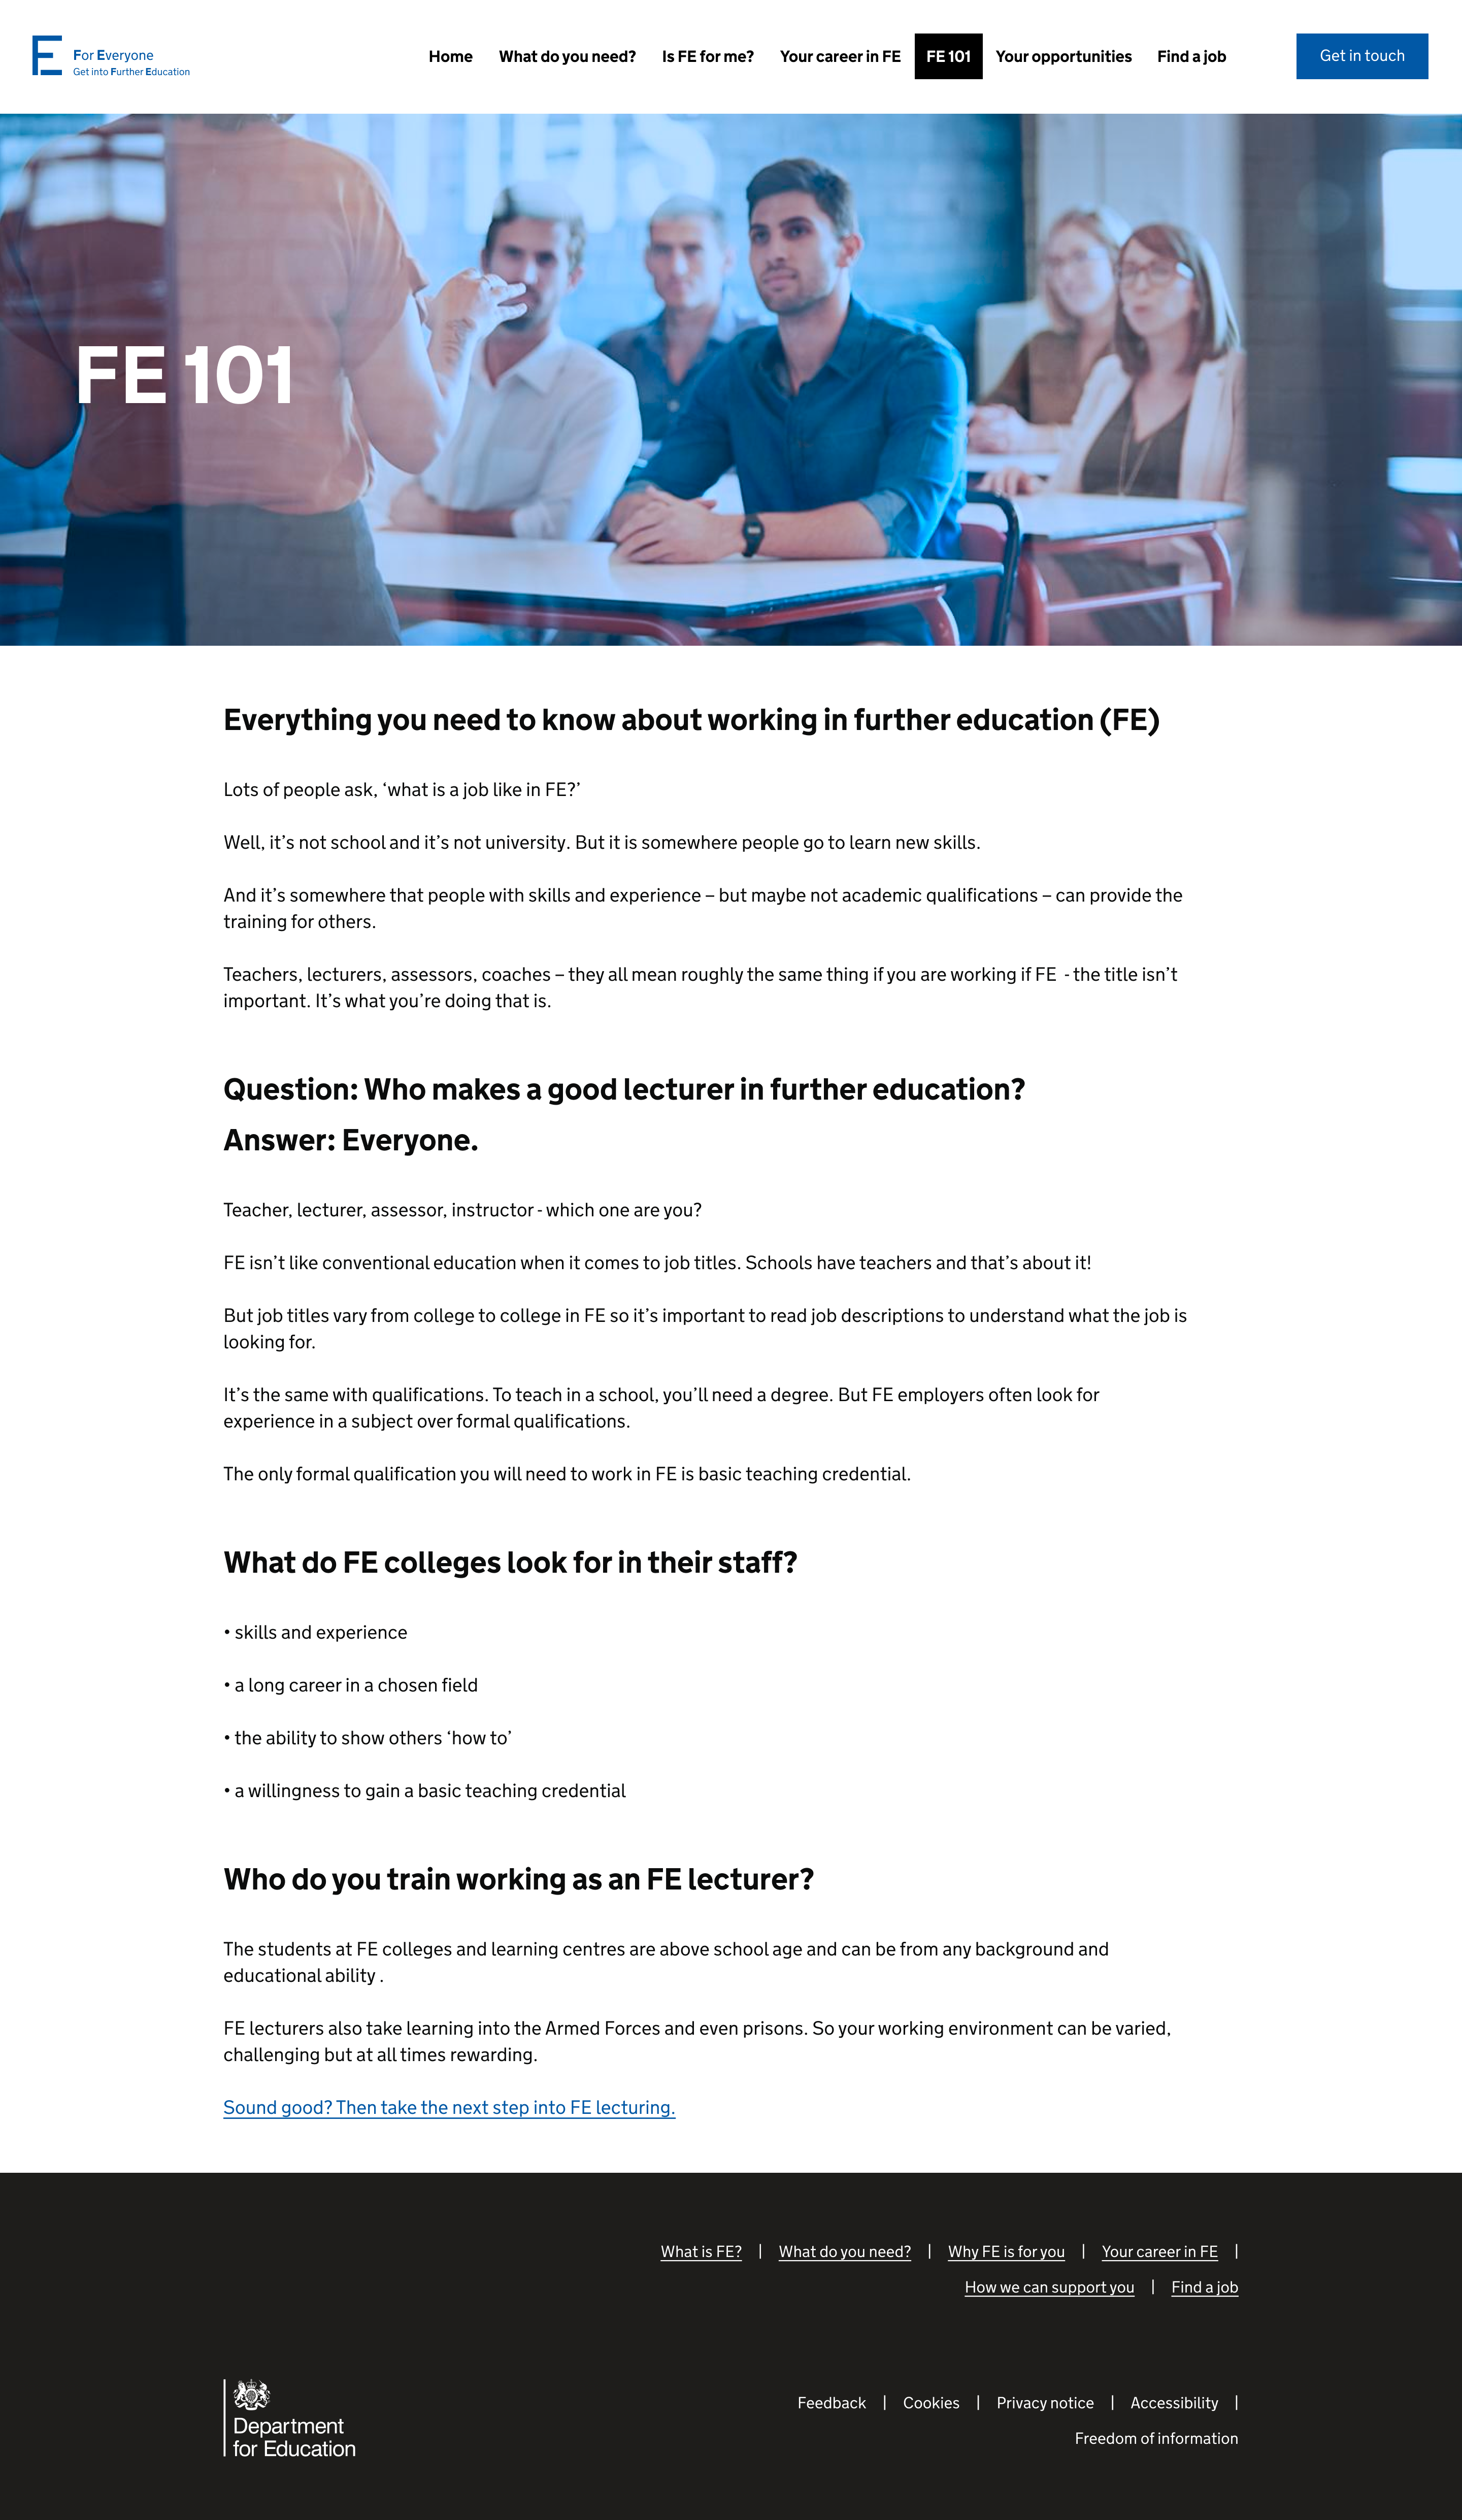 For Everyone
Get into Further Education
Home
What do you need?
Is FE for me?
Your career in FE
FE 101
Your opportunities
Find a job
Get in touch
FE 101
Everything you need to know about working in further education (FE)
Lots of people ask, ‘what is a job like in FE?’
Well, it’s not school and it’s not university. But it is somewhere people go to learn new skills.
And it’s somewhere that people with skills and experience – but maybe not academic qualifications – can provide the
training for others.
Teachers, lecturers, assessors, coaches – they all mean roughly the same thing if you are working if FE  - the title isn’t
important. It’s what you’re doing that is.
Question: Who makes a good lecturer in further education?
Answer: Everyone.
Teacher, lecturer, assessor, instructor - which one are you?
FE isn’t like conventional education when it comes to job titles. Schools have teachers and that’s about it!
But job titles vary from college to college in FE so it’s important to read job descriptions to understand what the job is
looking for.
It’s the same with qualifications. To teach in a school, you’ll need a degree. But FE employers often look for
experience in a subject over formal qualifications.
The only formal qualification you will need to work in FE is basic teaching credential.
What do FE colleges look for in their staff?
• skills and experience
• a long career in a chosen field
• the ability to show others ‘how to’
• a willingness to gain a basic teaching credential
Who do you train working as an FE lecturer?
The students at FE colleges and learning centres are above school age and can be from any background and
educational ability .
FE lecturers also take learning into the Armed Forces and even prisons. So your working environment can be varied,
challenging but at all times rewarding.
Sound good? Then take the next step into FE lecturing.
What is FE? | What do you need? | Why FE is for you | Your career in FE |
How we can support you | Find a job
Department
for Education
Feedback | Cookies | Privacy notice | Accessibility |
Freedom of information